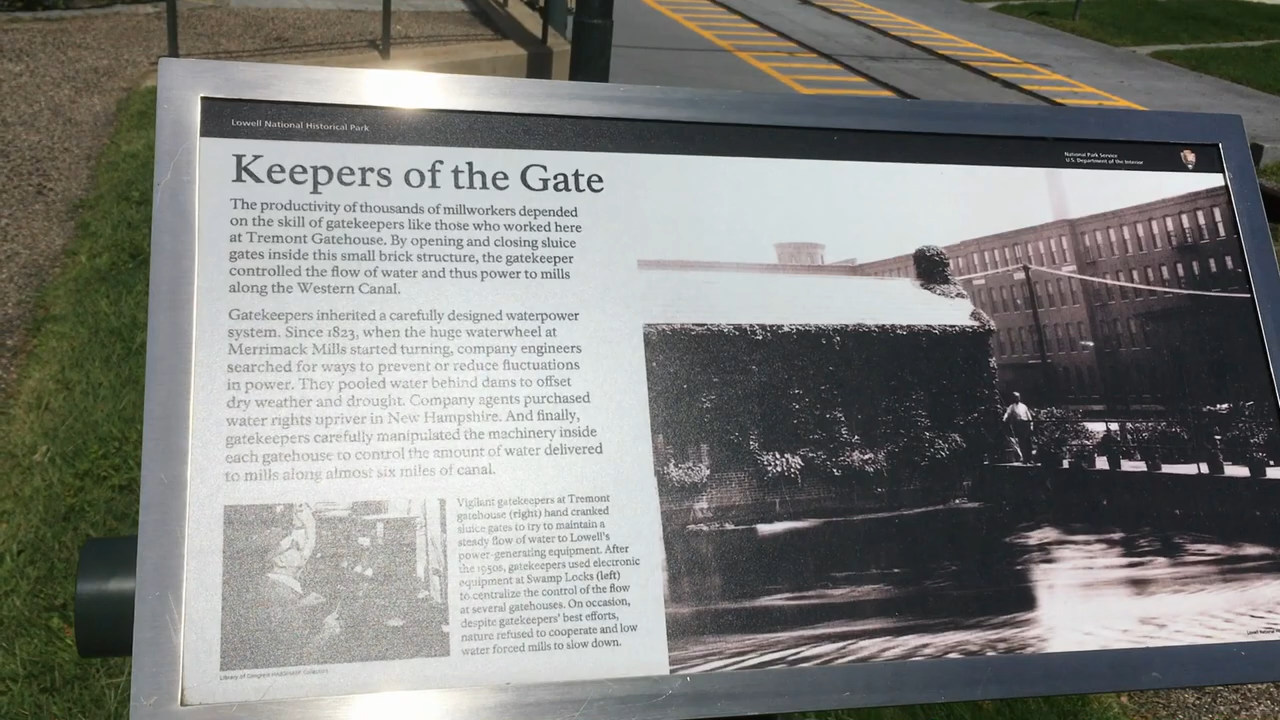 Lowell National Historical Park
National Park Service
U.S. Department of the Interior
Keepers of the Gate
The productivity of thousands of millworkers depended
on the skill of gatekeepers like those who worked here
at Tremont Gatehouse. By opening and closing sluice
gates inside this small brick structure, the gatekeeper
controlled the flow of water and thus power to mills
along the Western Canal.
Gatekeepers inherited a carefully designed waterpower
system. Since 1823, when the huge waterwheel at
Merrimack Mills started turning, company engineers
searched for ways to prevent or reduce fluctuations
in power. They pooled water behind dams to offset
dry weather and drought. Company agents purchased
water rights upriver in New Hampshire. And finally,
gatekeepers carefully manipulated the machinery inside
each gatehouse to control the amount of water delivered
to mills along almost six miles of canal.
Vigilant gatekeepers at Tremont
gatehouse (right) hand cranked
sluice gates to try to maintain a
steady flow of water to Lowell's
power-generating equipment. After
the 1950s, gatekeepers used electronic
equipment at Swamp Locks (left)
to centralize the control of the flow
at several gatehouses. On occasion,
despite gatekeepers' best efforts,
nature refused to cooperate and low
water forced mills to slow down.
Library of Congress
Lowell